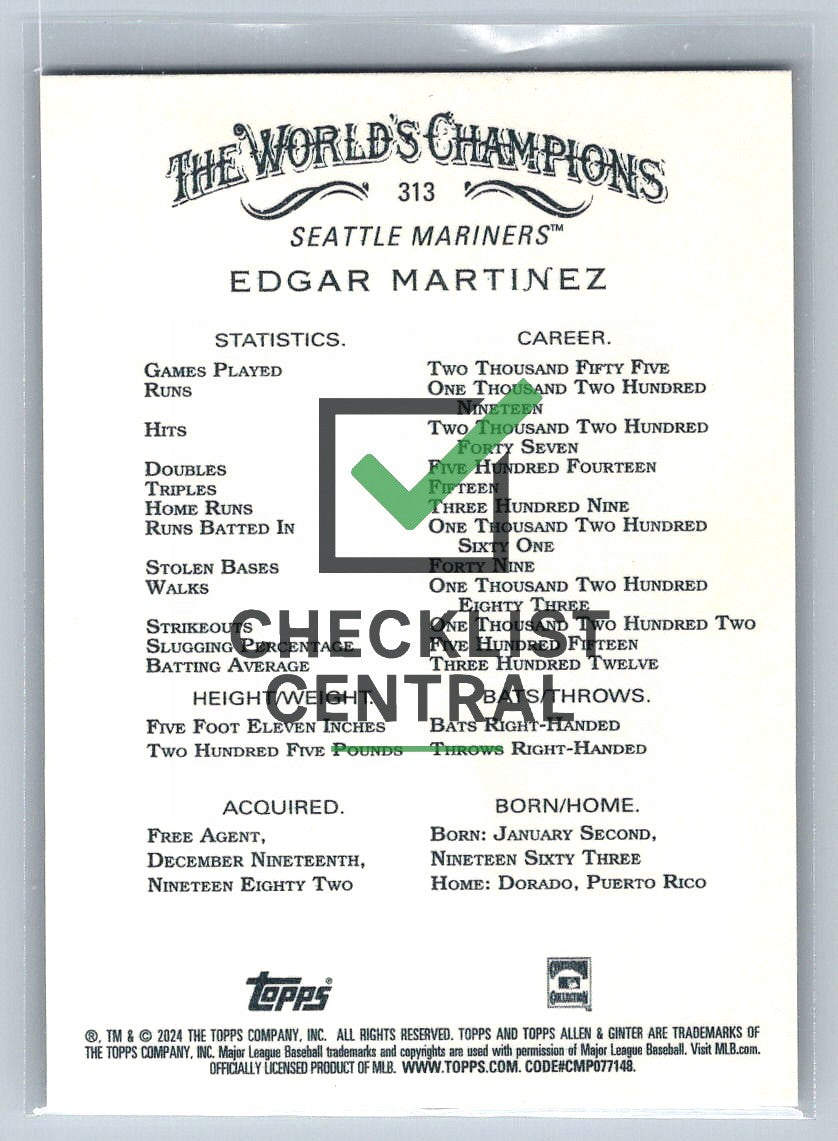 THE WORLD'S CHAMPIONS
313
SEATTLE MARINERS™
EDGAR MARTINEZ
STATISTICS. CAREER.
GAMES PLAYED TWO THOUSAND FIFTY FIVE
RUNS ONE THOUSAND TWO HUNDRED
NINETEEN
HITS TWO THOUSAND TWO HUNDRED
FORTY SEVEN
DOUBLES FIVE HUNDRED FOURTEEN
TRIPLES FIFTEEN
HOME RUNS THREE HUNDRED NINE
RUNS BATTED IN ONE THOUSAND TWO HUNDRED
SIXTY ONE
STOLEN BASES FORTY NINE
WALKS ONE THOUSAND TWO HUNDRED
EIGHTY THREE
STRIKEOUTS ONE THOUSAND TWO HUNDRED TWO
SLUGGING PERCENTAGE FIVE HUNDRED FIFTEEN
BATTING AVERAGE THREE HUNDRED TWELVE
CHECKLIST
CENTRAL
HEIGHT/WEIGHT. BATS/THROWS.
FIVE FOOT ELEVEN INCHES BATS RIGHT-HANDED
TWO HUNDRED FIVE POUNDS THROWS RIGHT-HANDED
ACQUIRED. BORN/HOME.
FREE AGENT, BORN: JANUARY SECOND,
DECEMBER NINETEENTH, NINETEEN SIXTY THREE
NINETEEN EIGHTY TWO HOME: DORADO, PUERTO RICO
Topps®
COOPERSTOWN
COLLECTION
®, TM & © 2024 THE TOPPS COMPANY, INC. ALL RIGHTS RESERVED. TOPPS AND TOPPS ALLEN & GINTER ARE TRADEMARKS OF
THE TOPPS COMPANY, INC. Major League Baseball trademarks and copyrights are used with permission of Major League Baseball. Visit MLB.com.
OFFICIALLY LICENSED PRODUCT OF MLB. WWW.TOPPS.COM. CODE#CMP077148.